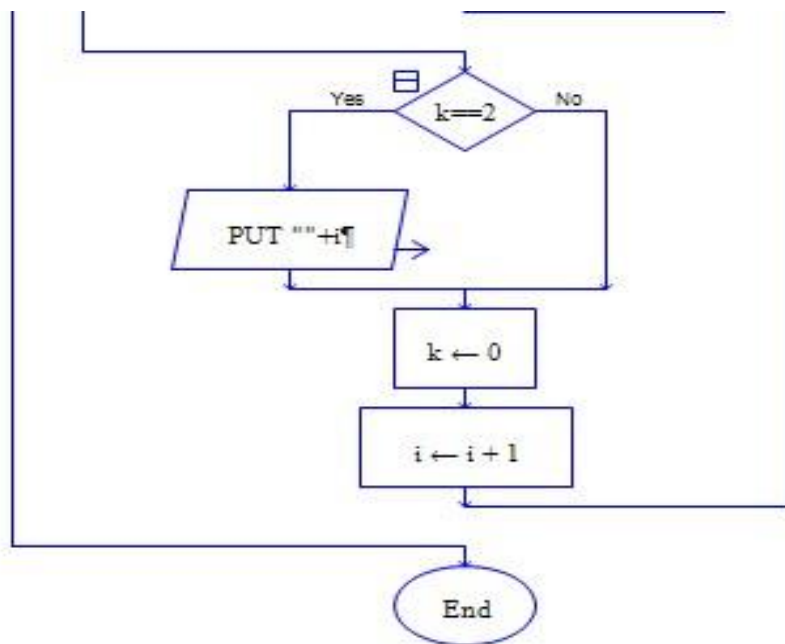 Yes
k==2
No
PUT ""+i¶
k ← 0
i ← i + 1
End